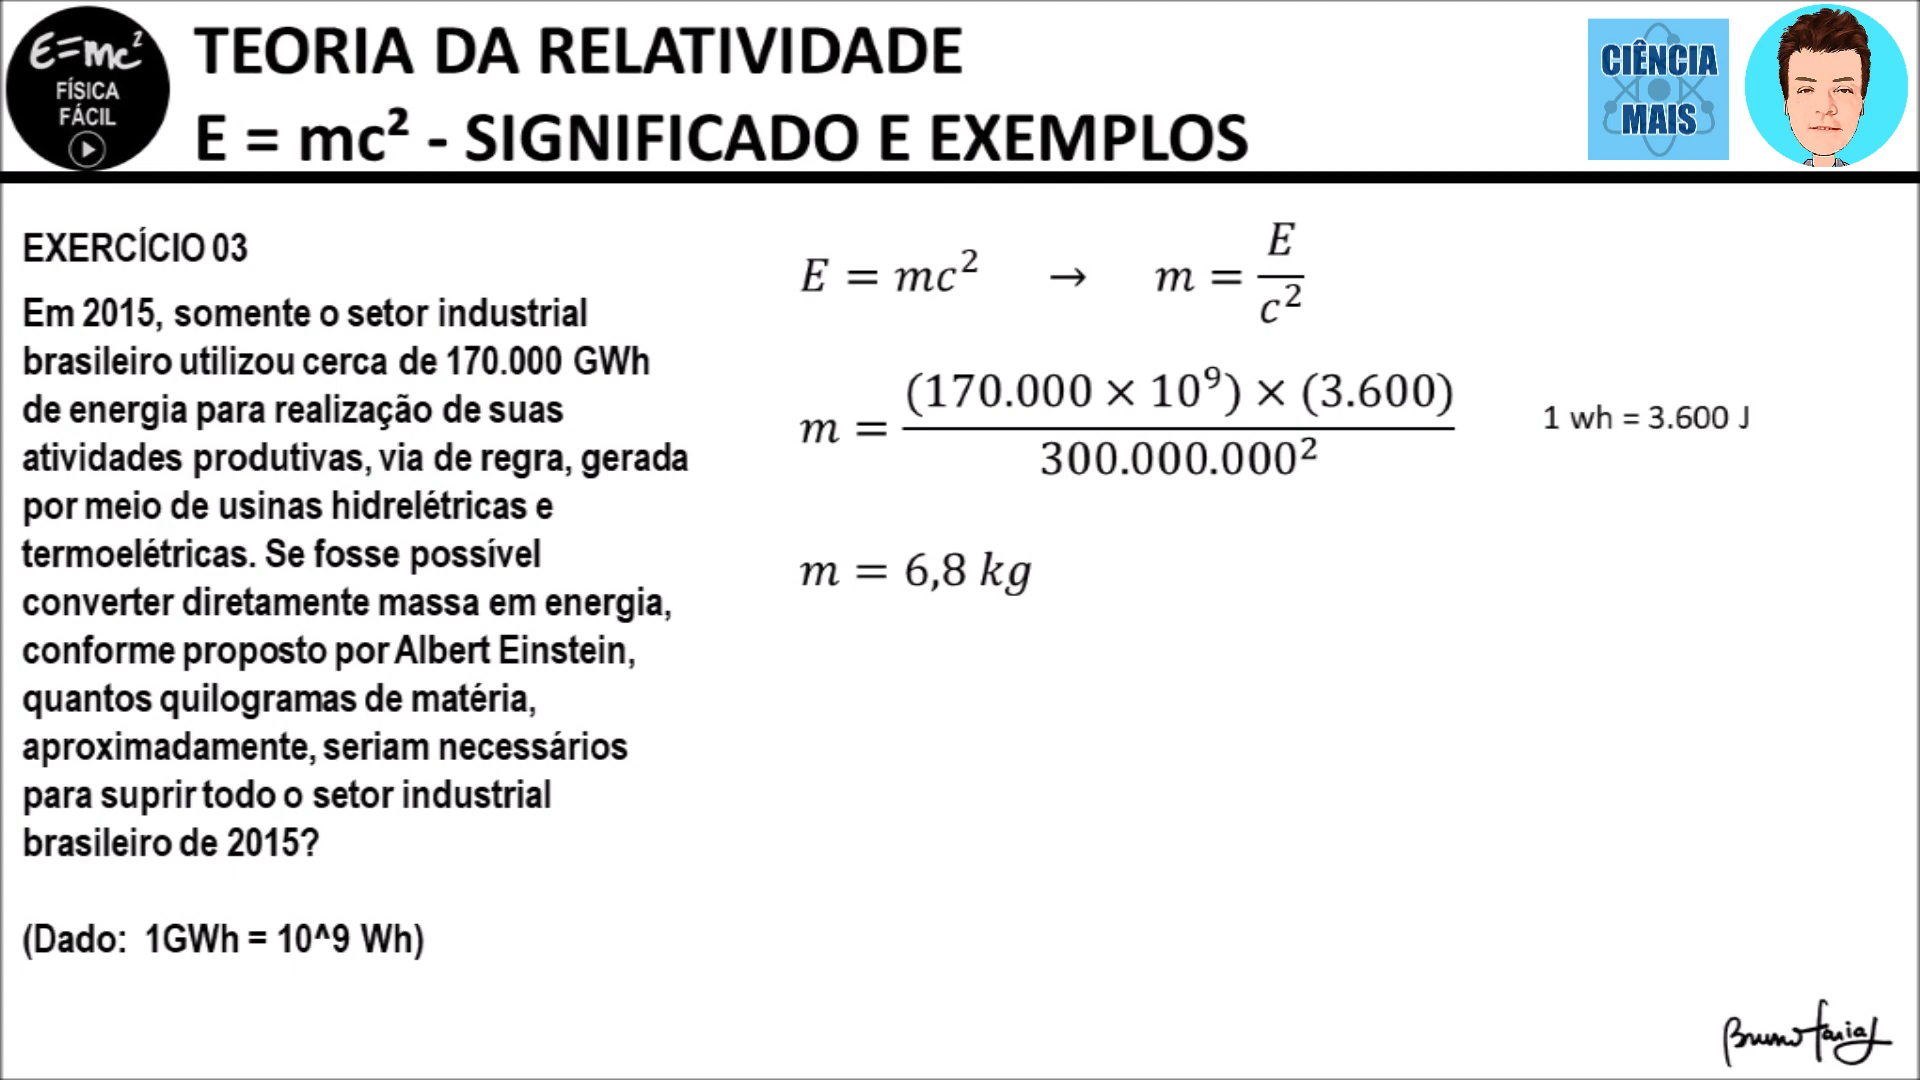 E=mc²
FÍSICA
FÁCIL
TEORIA DA RELATIVIDADE
E = mc² - SIGNIFICADO E EXEMPLOS
CIÊNCIA
MAIS
EXERCÍCIO 03
Em 2015, somente o setor industrial
brasileiro utilizou cerca de 170.000 GWh
de energia para realização de suas
atividades produtivas, via de regra, gerada
por meio de usinas hidrelétricas e
termoelétricas. Se fosse possível
converter diretamente massa em energia,
conforme proposto por Albert Einstein,
quantos quilogramas de matéria,
aproximadamente, seriam necessários
para suprir todo o setor industrial
brasileiro de 2015?
(Dado: 1GWh = 10^9 Wh)
E = mc² → m = E / c²
m = (170.000 × 10⁹) × (3.600) / 300.000.000²
1 wh = 3.600 J
m = 6,8 kg
Bruno Farias